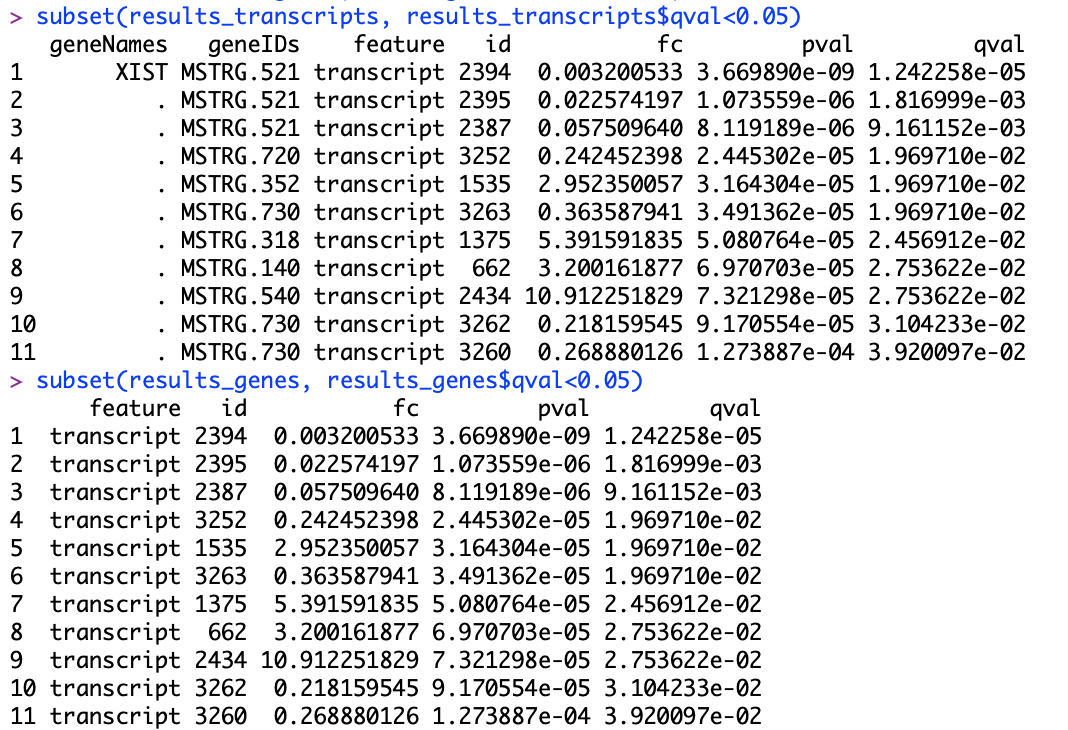 > subset(results_transcripts, results_transcripts$qval<0.05)
   geneNames   geneIDs    feature   id           fc         pval         qval
1       XIST MSTRG.521 transcript 2394  0.003200533 3.669890e-09 1.242258e-05
2          . MSTRG.521 transcript 2395  0.022574197 1.073559e-06 1.816999e-03
3          . MSTRG.521 transcript 2387  0.057509640 8.119189e-06 9.161152e-03
4          . MSTRG.720 transcript 3252  0.242452398 2.445302e-05 1.969710e-02
5          . MSTRG.352 transcript 1535  2.952350057 3.164304e-05 1.969710e-02
6          . MSTRG.730 transcript 3263  0.363587941 3.491362e-05 1.969710e-02
7          . MSTRG.318 transcript 1375  5.391591835 5.080764e-05 2.456912e-02
8          . MSTRG.140 transcript  662  3.200161877 6.970703e-05 2.753622e-02
9          . MSTRG.540 transcript 2434 10.912251829 7.321298e-05 2.753622e-02
10         . MSTRG.730 transcript 3262  0.218159545 9.170554e-05 3.104233e-02
11         . MSTRG.730 transcript 3260  0.268880126 1.273887e-04 3.920097e-02
> subset(results_genes, results_genes$qval<0.05)
      feature   id           fc         pval         qval
1  transcript 2394  0.003200533 3.669890e-09 1.242258e-05
2  transcript 2395  0.022574197 1.073559e-06 1.816999e-03
3  transcript 2387  0.057509640 8.119189e-06 9.161152e-03
4  transcript 3252  0.242452398 2.445302e-05 1.969710e-02
5  transcript 1535  2.952350057 3.164304e-05 1.969710e-02
6  transcript 3263  0.363587941 3.491362e-05 1.969710e-02
7  transcript 1375  5.391591835 5.080764e-05 2.456912e-02
8  transcript  662  3.200161877 6.970703e-05 2.753622e-02
9  transcript 2434 10.912251829 7.321298e-05 2.753622e-02
10 transcript 3262  0.218159545 9.170554e-05 3.104233e-02
11 transcript 3260  0.268880126 1.273887e-04 3.920097e-02